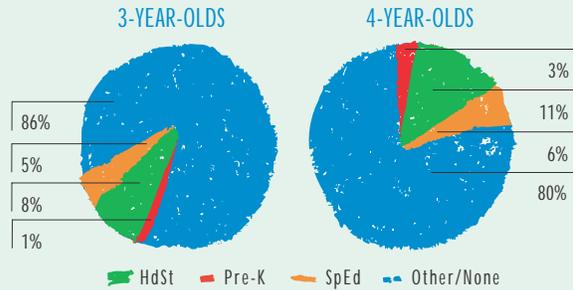 3-YEAR-OLDS
4-YEAR-OLDS
86%
5%
8%
1%
3%
11%
6%
80%
HdSt Pre-K SpEd Other/None